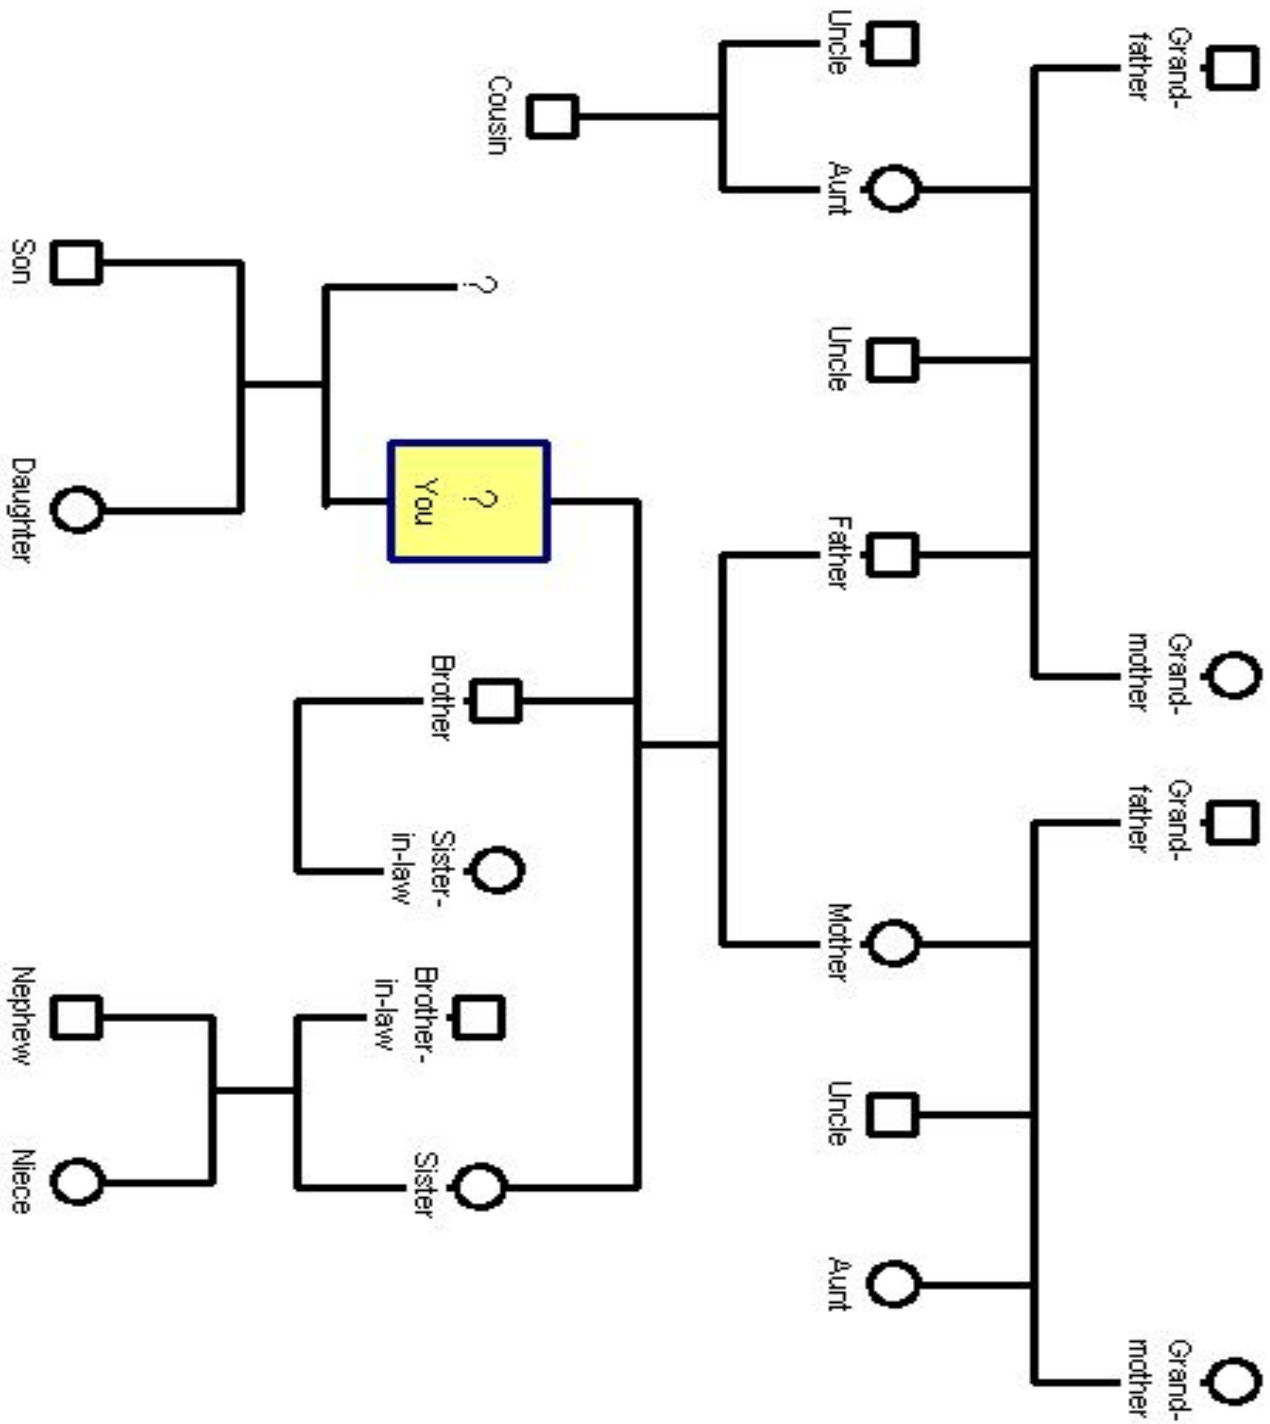 Grand-
father
Grand-
mother
Grand-
father
Grand-
mother
Uncle
Aunt
Uncle
Father
Mother
Uncle
Aunt
Cousin
?
?
You
Brother
Sister-
in-law
Brother-
in-law
Sister
Son
Daughter
Nephew
Niece